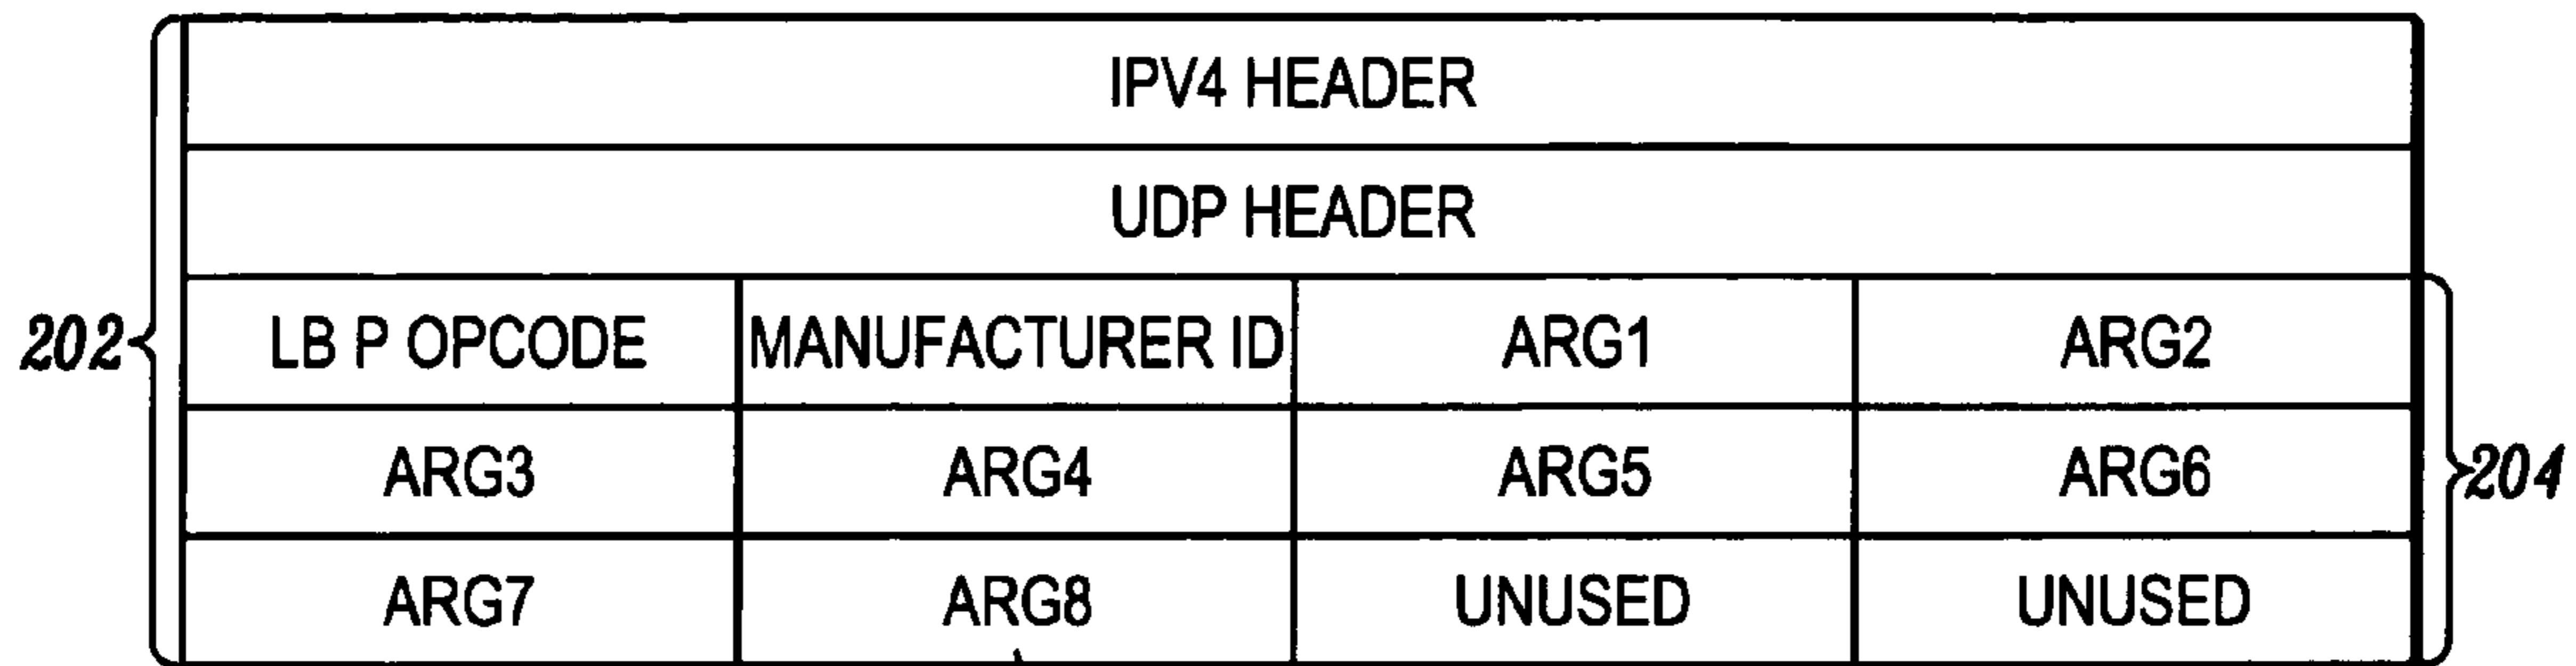 IPV4 HEADER
UDP HEADER
202 LB P OPCODE MANUFACTURER ID ARG1 ARG2
ARG3 ARG4 ARG5 ARG6 204
ARG7 ARG8 UNUSED UNUSED